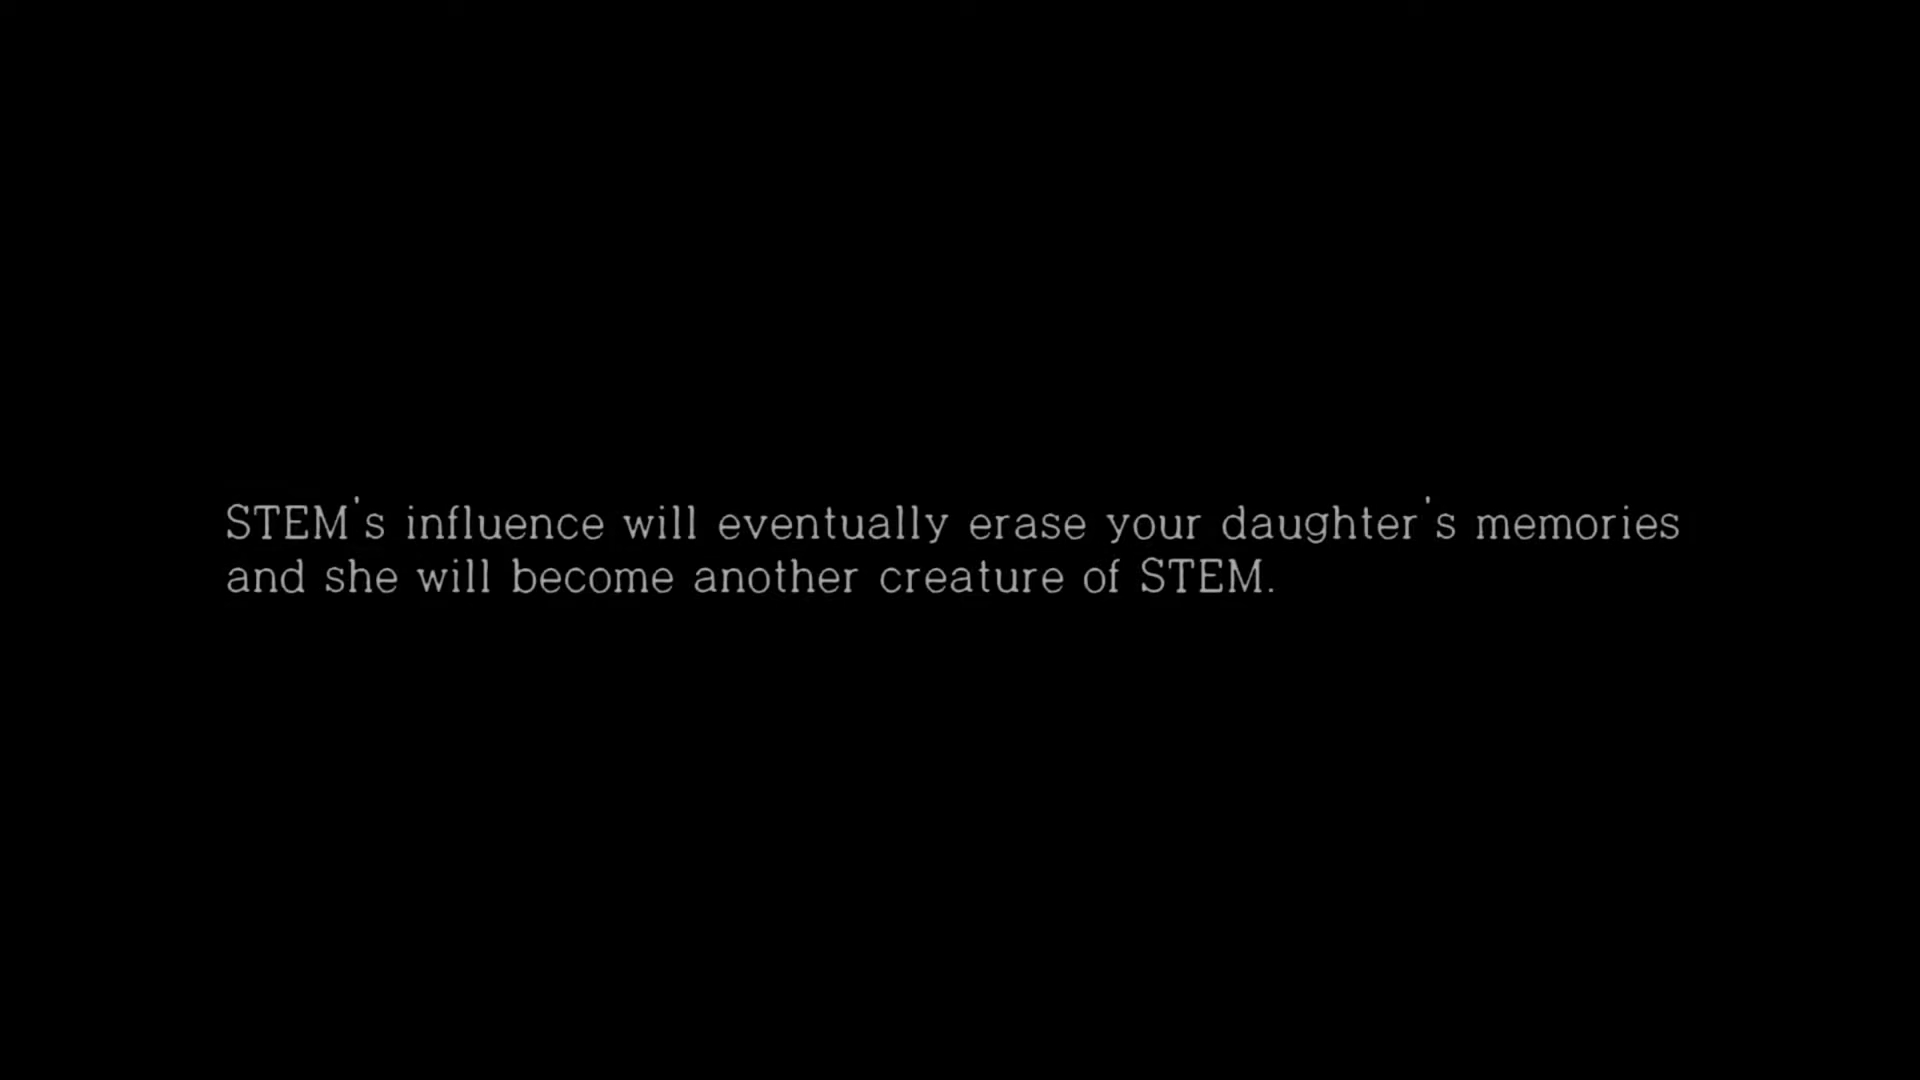 STEM's influence will eventually erase your daughter's memories
and she will become another creature of STEM.